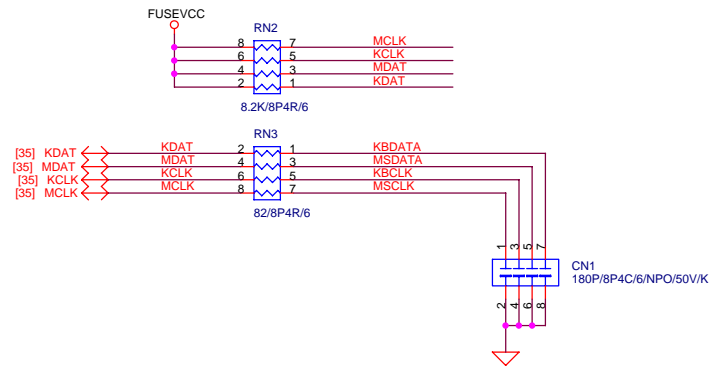 FUSEVCC
RN2
8 7 MCLK
6 5 KCLK
4 3 MDAT
2 1 KDAT
8.2K/8P4R/6
RN3
[35] KDAT KDAT 2 1 KBDATA
[35] MDAT MDAT 4 3 MSDATA
[35] KCLK KCLK 6 5 KBCLK
[35] MCLK MCLK 8 7 MSCLK
82/8P4R/6
1 3 5 7
CN1
180P/8P4C/6/NPO/50V/K
2 4 6 8